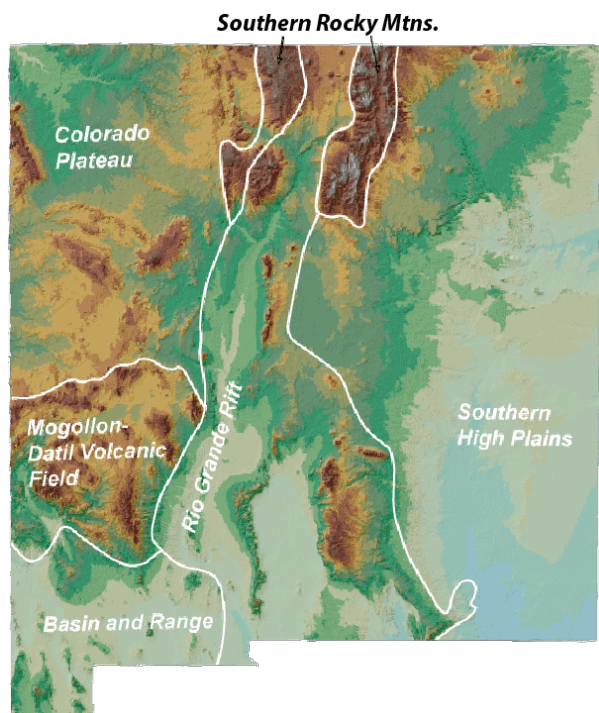 Southern Rocky Mtns.
Colorado
Plateau
Mogollon-
Datil Volcanic
Field
Rio Grande Rift
Southern
High Plains
Basin and Range